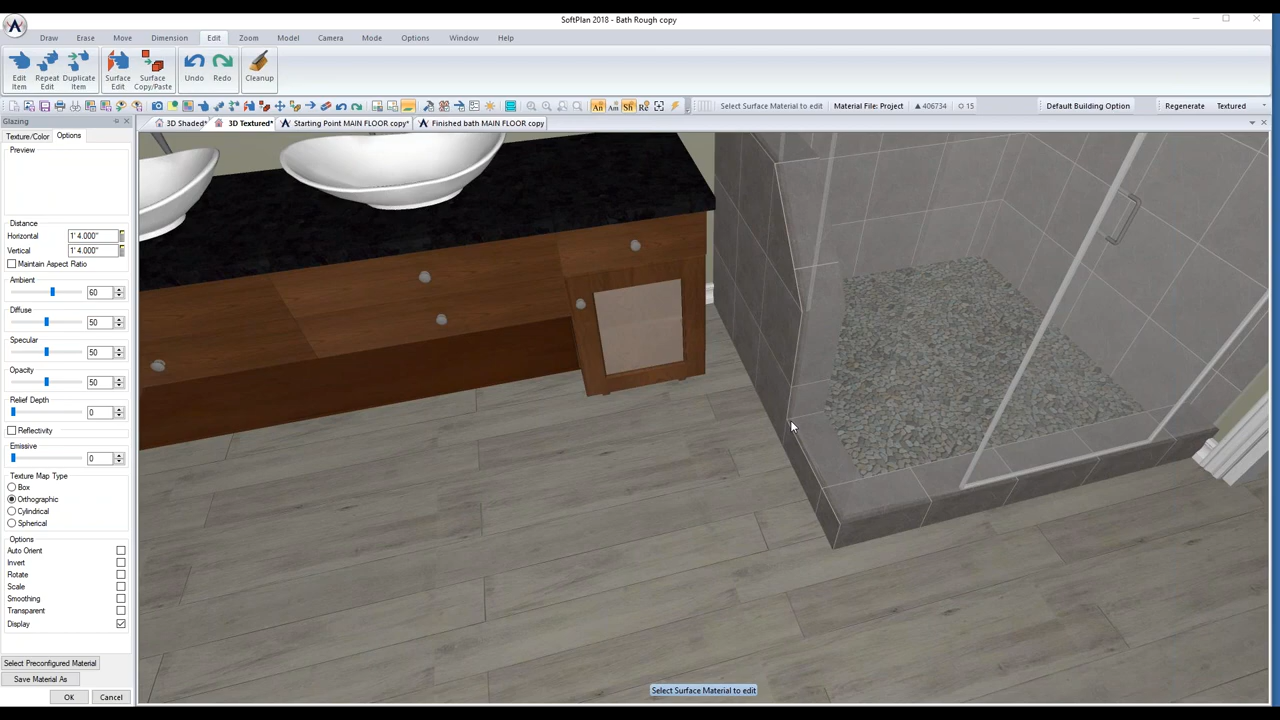 SoftPlan 2018 - Bath Rough copy
Draw Erase Move Dimension Edit Zoom Model Camera Mode Options Window Help
Edit Item
Repeat Edit
Duplicate Item
Surface Edit
Surface Copy/Paste
Undo
Redo
Cleanup
An Am Sh Re
Select Surface Material to edit
Material File: Project
406734
15
Default Building Option
Regenerate
Textured
Glazing
3D Shaded*
3D Textured*
Starting Point MAIN FLOOR copy*
Finished bath MAIN FLOOR copy
Texture/Color Options
Preview
Distance
Horizontal 1' 4.000"
Vertical 1' 4.000"
Maintain Aspect Ratio
Ambient
60
Diffuse
50
Specular
50
Opacity
50
Relief Depth
0
Reflectivity
Emissive
0
Texture Map Type
Box
Orthographic
Cylindrical
Spherical
Options
Auto Orient
Invert
Rotate
Scale
Smoothing
Transparent
Display
Select Preconfigured Material
Save Material As
OK Cancel
Select Surface Material to edit